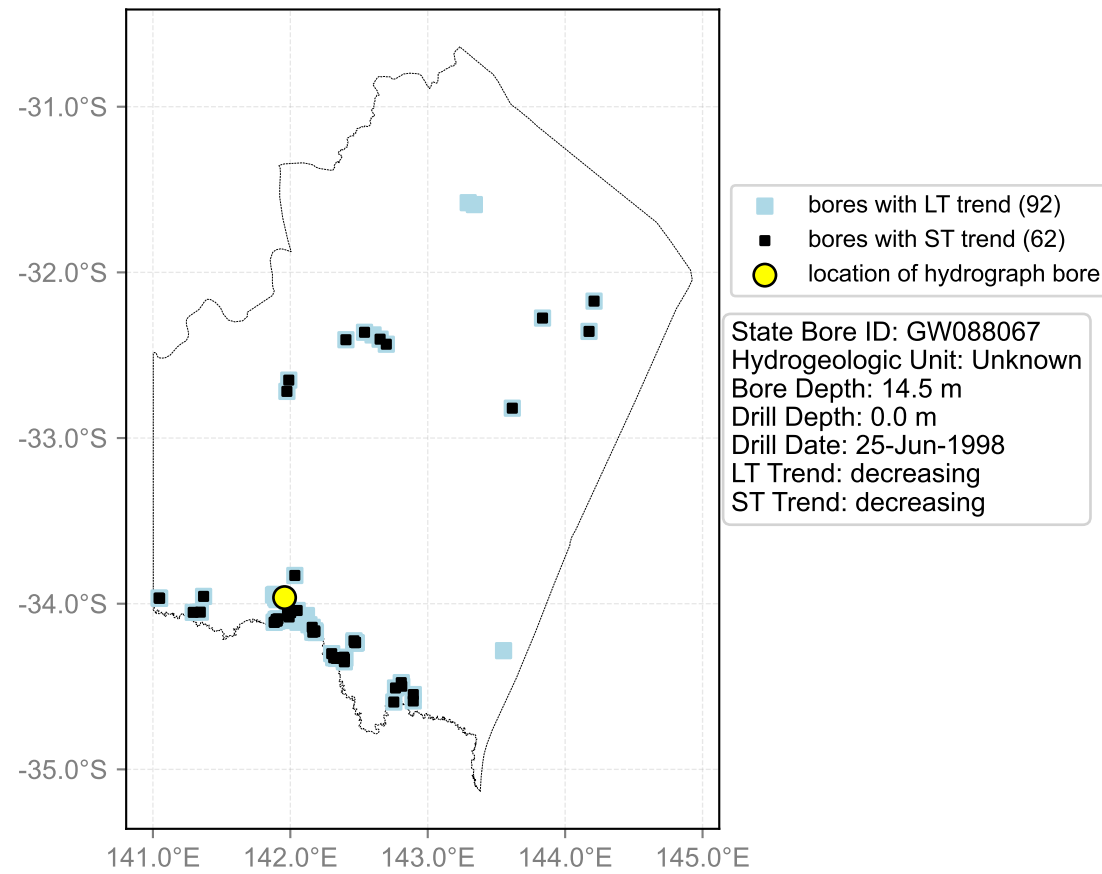 -31.0°S
-32.0°S
-33.0°S
-34.0°S
-35.0°S
141.0°E 142.0°E 143.0°E 144.0°E 145.0°E
bores with LT trend (92)
bores with ST trend (62)
location of hydrograph bore
State Bore ID: GW088067
Hydrogeologic Unit: Unknown
Bore Depth: 14.5 m
Drill Depth: 0.0 m
Drill Date: 25-Jun-1998
LT Trend: decreasing
ST Trend: decreasing